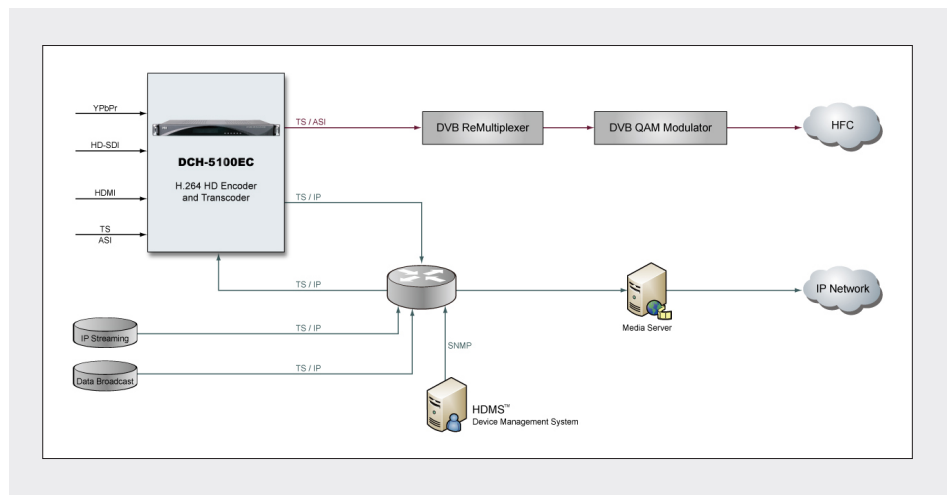 YPbPr
HD-SDI
HDMI
TS
ASI
DCH-5100EC
H.264 HD Encoder
and Transcoder
TS / ASI
DVB ReMultiplexer
DVB QAM Modulator
HFC
TS / IP
TS / IP
Media Server
IP Network
IP Streaming
TS / IP
Data Broadcast
TS / IP
SNMP
HDMS™
Device Management System